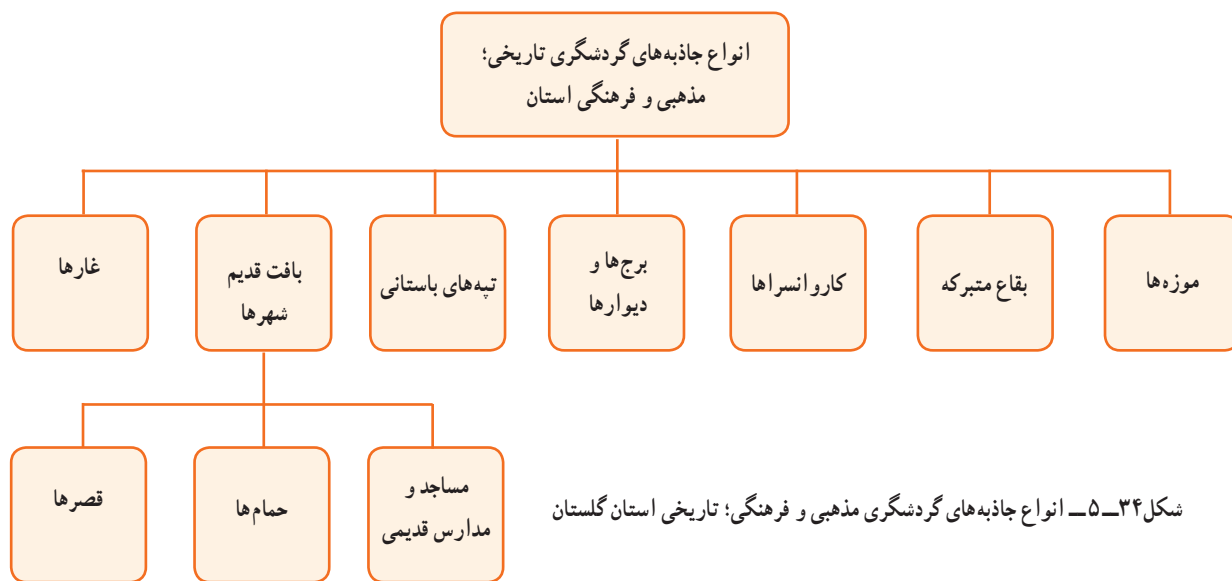 انواع جاذبه‌های گردشگری تاریخی؛
مذهبی و فرهنگی استان
موزه‌ها
بقاع متبرکه
کاروانسراها
برج‌ها و
دیوارها
تپه‌های باستانی
بافت قدیم
شهرها
غارها
مساجد و
مدارس قدیمی
حمام‌ها
قصرها
شکل ۳۴ــ۵ــ انواع جاذبه‌های گردشگری مذهبی و فرهنگی؛ تاریخی استان گلستان